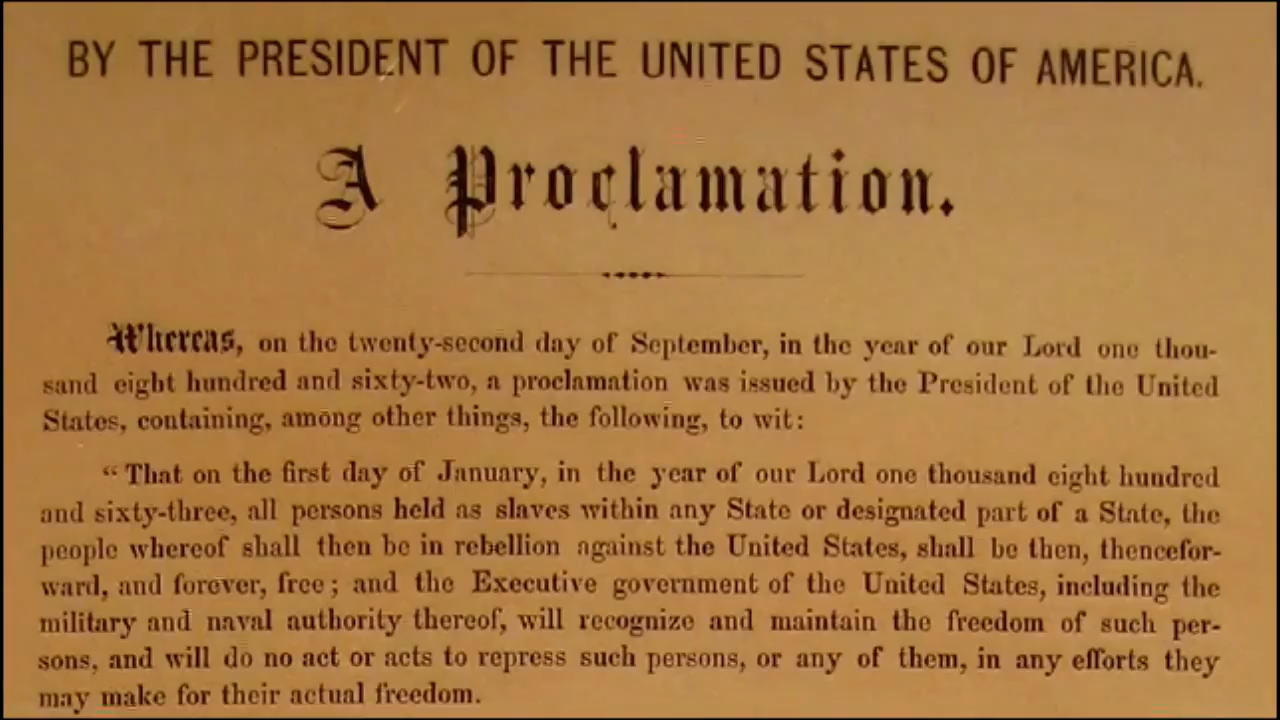 BY THE PRESIDENT OF THE UNITED STATES OF AMERICA.
A Proclamation.
Whereas, on the twenty-second day of September, in the year of our Lord one thou-
sand eight hundred and sixty-two, a proclamation was issued by the President of the United
States, containing, among other things, the following, to wit:
“That on the first day of January, in the year of our Lord one thousand eight hundred
and sixty-three, all persons held as slaves within any State or designated part of a State, the
people whereof shall then be in rebellion against the United States, shall be then, thencefor-
ward, and forever, free; and the Executive government of the United States, including the
military and naval authority thereof, will recognize and maintain the freedom of such per-
sons, and will do no act or acts to repress such persons, or any of them, in any efforts they
may make for their actual freedom.